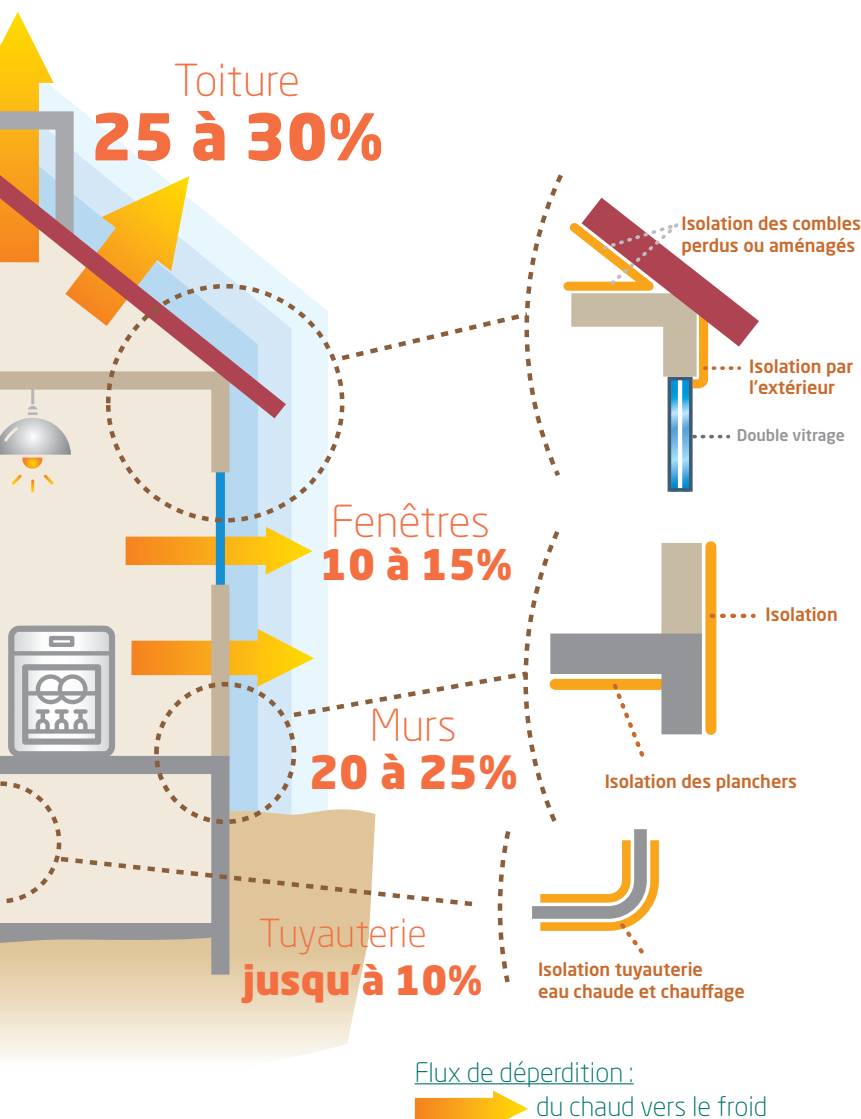 Toiture
25 à 30%
Isolation des combles
perdus ou aménagés
Isolation par
l'extérieur
Double vitrage
Fenêtres
10 à 15%
Isolation
Murs
20 à 25%
Isolation des planchers
Tuyauterie
jusqu'à 10%
Isolation tuyauterie
eau chaude et chauffage
Flux de déperdition :
du chaud vers le froid